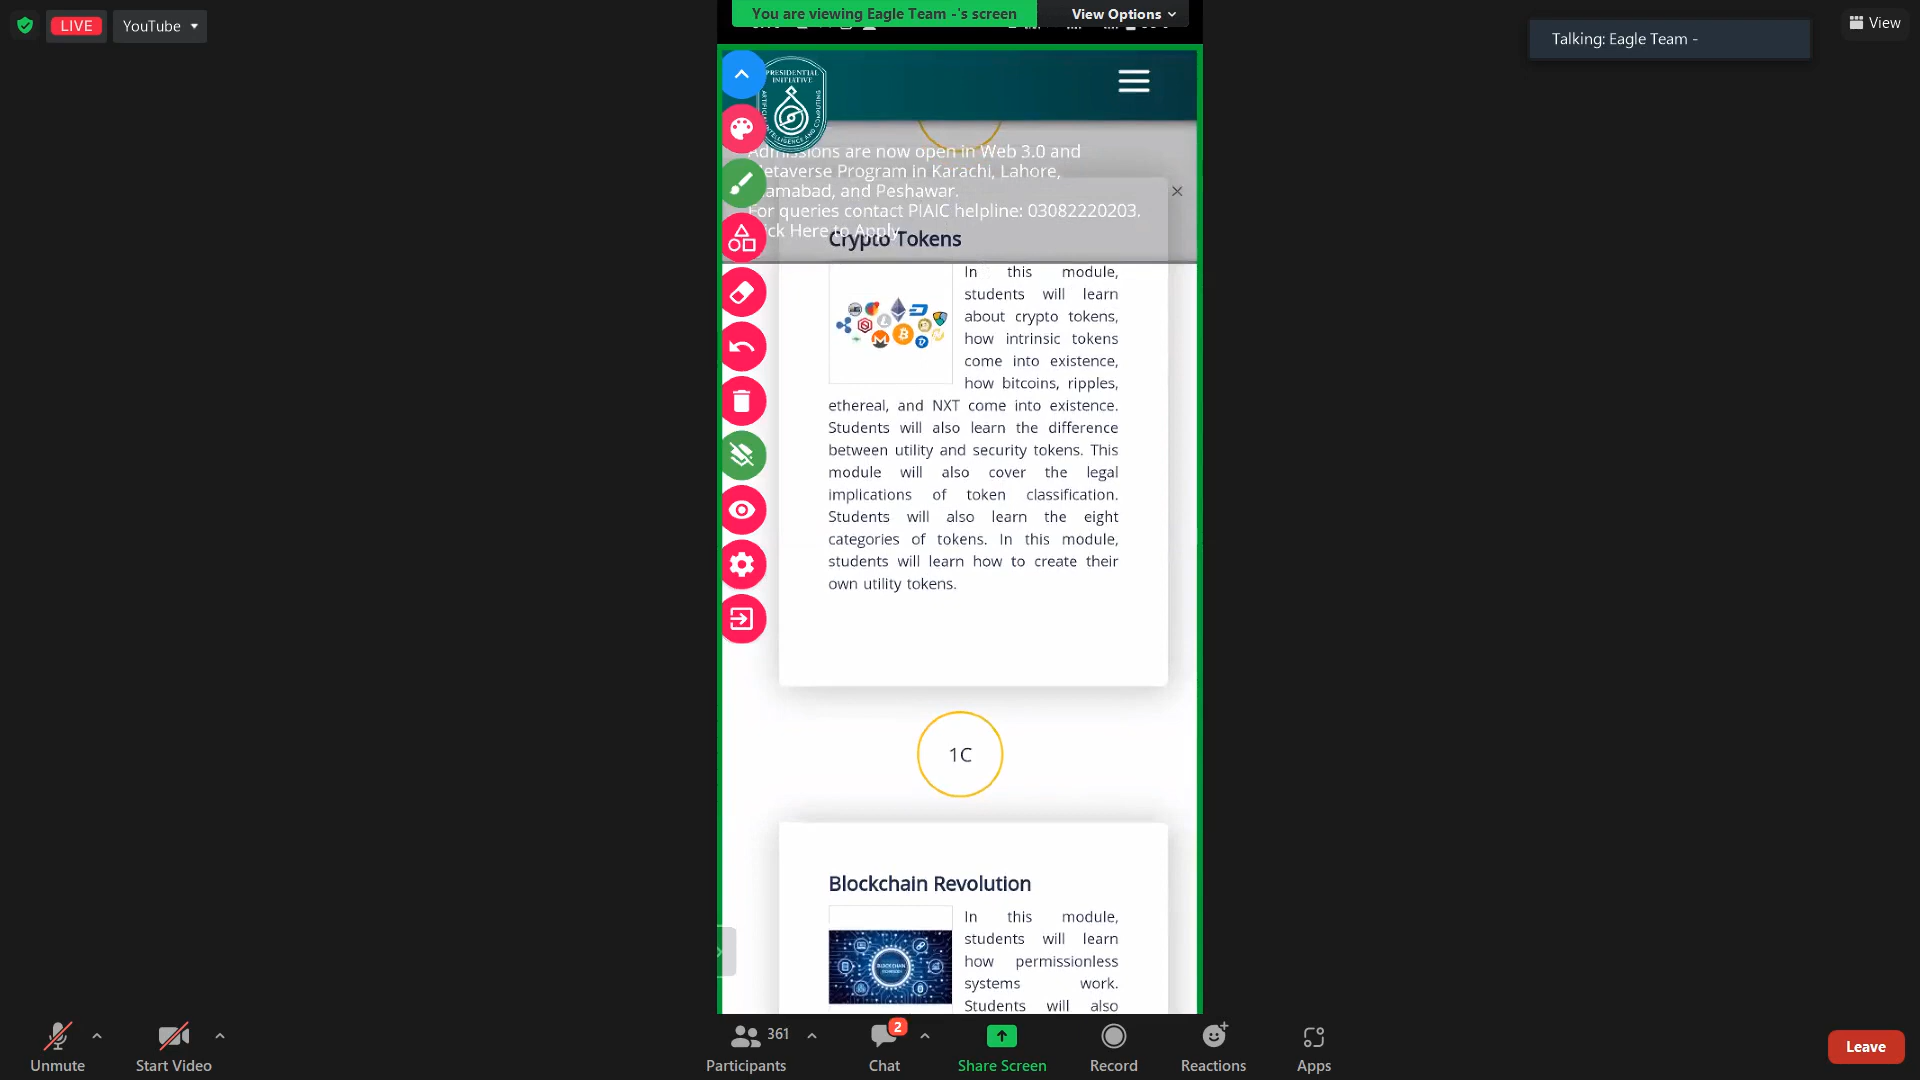 LIVE
YouTube
You are viewing Eagle Team -'s screen
View Options
Talking: Eagle Team -
View
PRESIDENTIAL
INITIATIVE
ARTIFICIAL INTELLIGENCE AND COMPUTING
Admissions are now open in Web 3.0 and
etaverse Program in Karachi, Lahore,
amabad, and Peshawar.
For queries contact PIAIC helpline: 03082220203.
ick Here to Apply
Crypto Tokens
In this module,
students will learn
about crypto tokens,
how intrinsic tokens
come into existence,
how bitcoins, ripples,
ethereal, and NXT come into existence.
Students will also learn the difference
between utility and security tokens. This
module will also cover the legal
implications of token classification.
Students will also learn the eight
categories of tokens. In this module,
students will learn how to create their
own utility tokens.
1C
Blockchain Revolution
In this module,
students will learn
how permissionless
systems work.
Students will also
BLOCKCHAIN
Unmute
Start Video
361
Participants
2
Chat
Share Screen
Record
Reactions
Apps
Leave